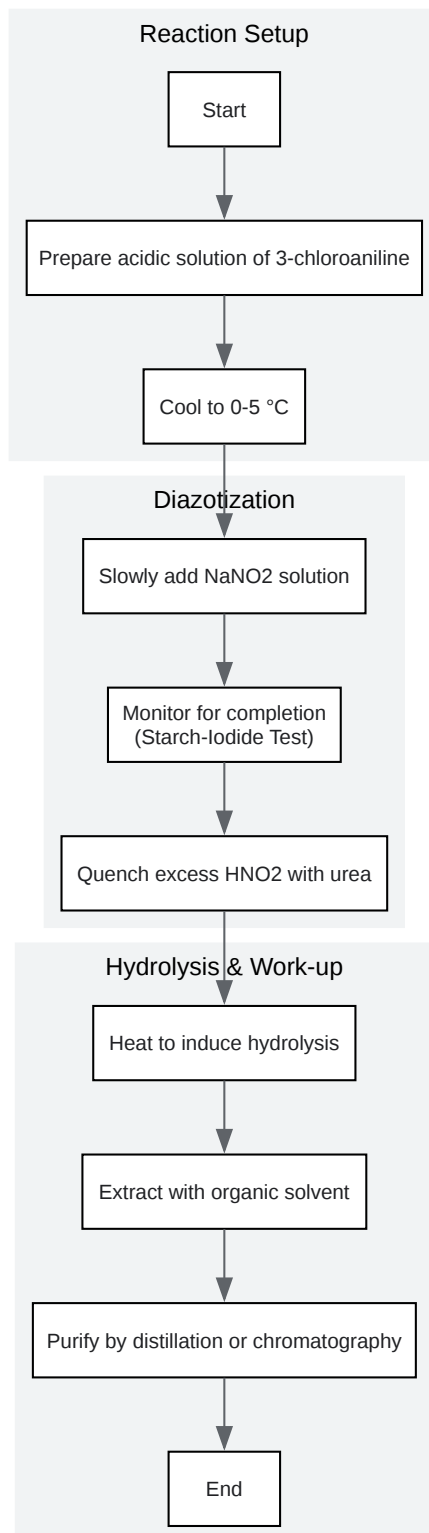 Reaction Setup
Start
Prepare acidic solution of 3-chloroaniline
Cool to 0-5 °C
Diazotization
Slowly add NaNO2 solution
Monitor for completion
(Starch-Iodide Test)
Quench excess HNO2 with urea
Hydrolysis & Work-up
Heat to induce hydrolysis
Extract with organic solvent
Purify by distillation or chromatography
End